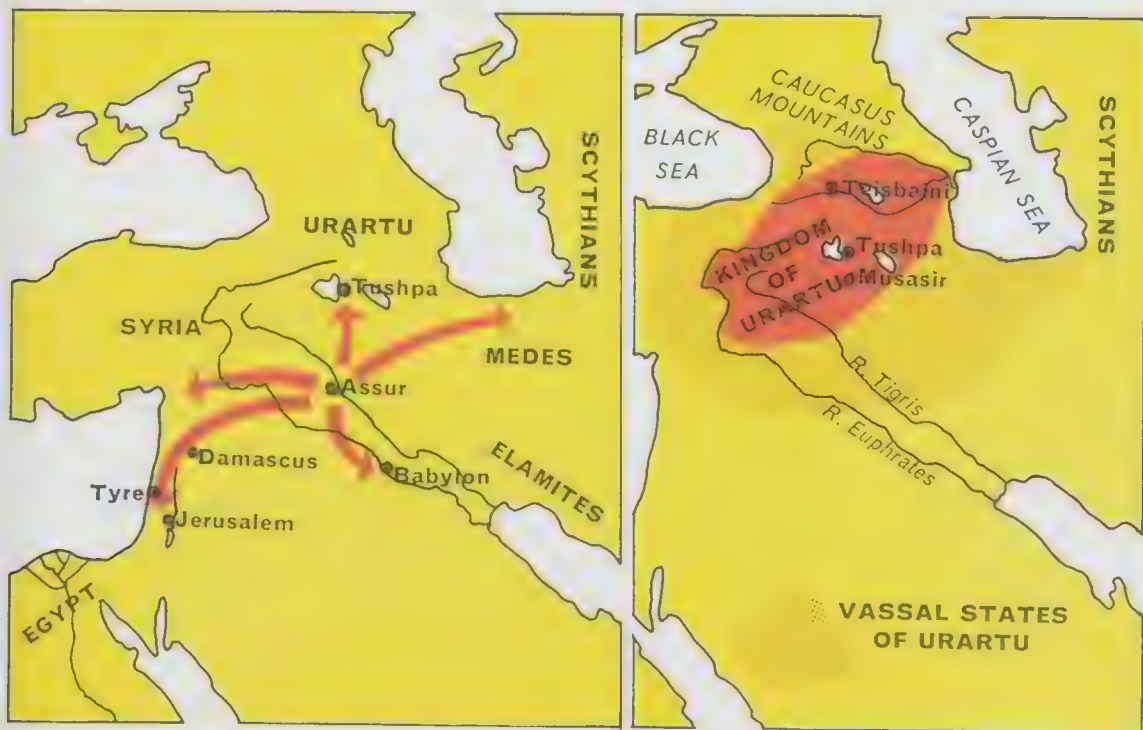 SCYTHIANS
URARTU
Tushpa
SYRIA
MEDES
Assur
Damascus
Babylon
ELAMITES
Tyre
Jerusalem
EGYPT
CAUCASUS
MOUNTAINS
BLACK
SEA
CASPIAN SEA
SCYTHIANS
Teisbaini
Tushpa
KINGDOM
OF
URARTU
Musasir
R. Tigris
R. Euphrates
VASSAL STATES
OF URARTU